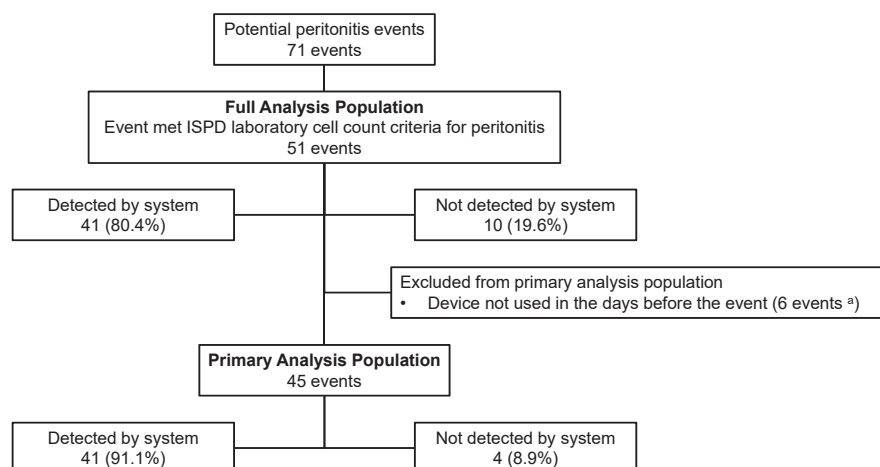 Potential peritonitis events
71 events
Full Analysis Population
Event met ISPD laboratory cell count criteria for peritonitis
51 events
Detected by system
41 (80.4%)
Not detected by system
10 (19.6%)
Excluded from primary analysis population
• Device not used in the days before the event (6 events ᵃ)
Primary Analysis Population
45 events
Detected by system
41 (91.1%)
Not detected by system
4 (8.9%)